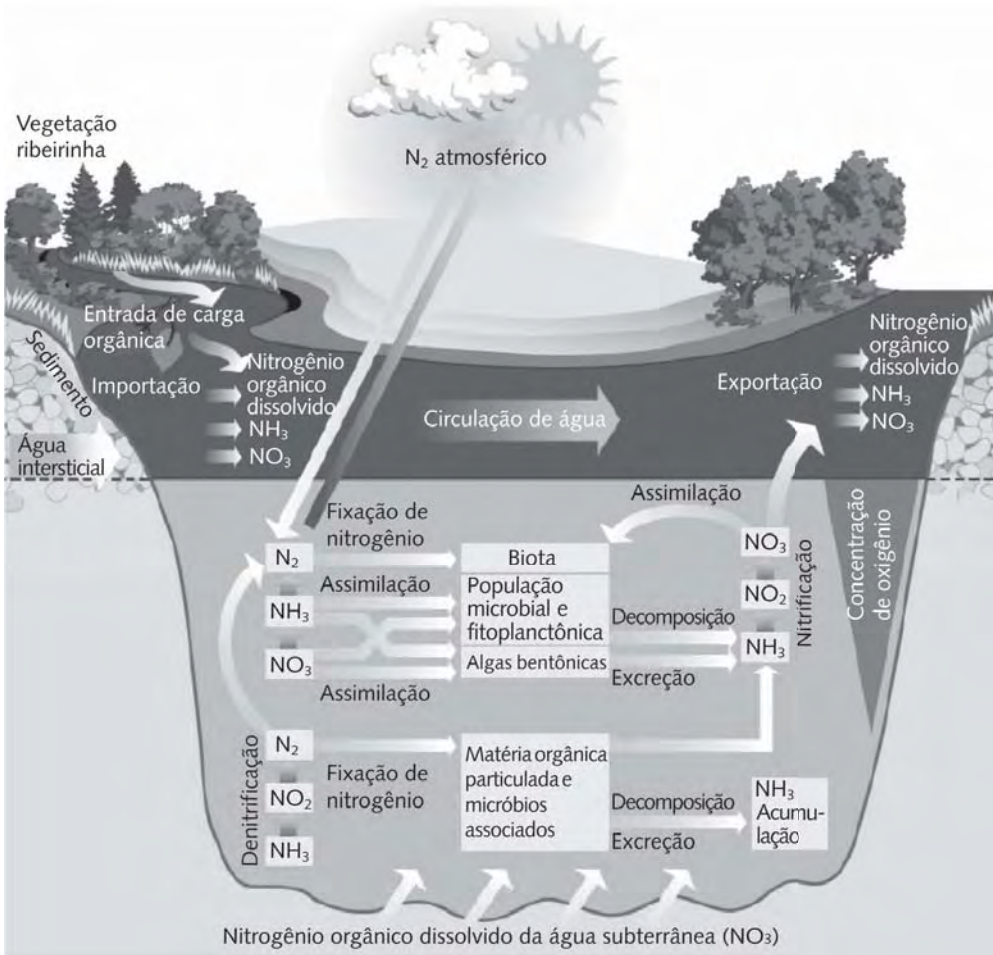 Vegetação
ribeirinha
N₂ atmosférico
Entrada de carga
orgânica
Sedimento
Importação
Nitrogênio
orgânico
dissolvido
NH₃
NO₃
Água
intersticial
Circulação de água
Exportação
Nitrogênio
orgânico
dissolvido
NH₃
NO₃
Fixação de
nitrogênio
N₂
Assimilação
NH₃
NO₃
Assimilação
Biota
População
microbial e
fitoplanctônica
Algas bentônicas
Assimilação
Decomposição
Excreção
NO₃
NO₂
NH₃
Nitrificação
Concentração
de oxigênio
Denitrificação
N₂
NO₂
NH₃
Fixação de
nitrogênio
Matéria orgânica
particulada e
micróbios
associados
Decomposição
Excreção
NH₃
Acumu-
lação
Nitrogênio orgânico dissolvido da água subterrânea (NO₃)